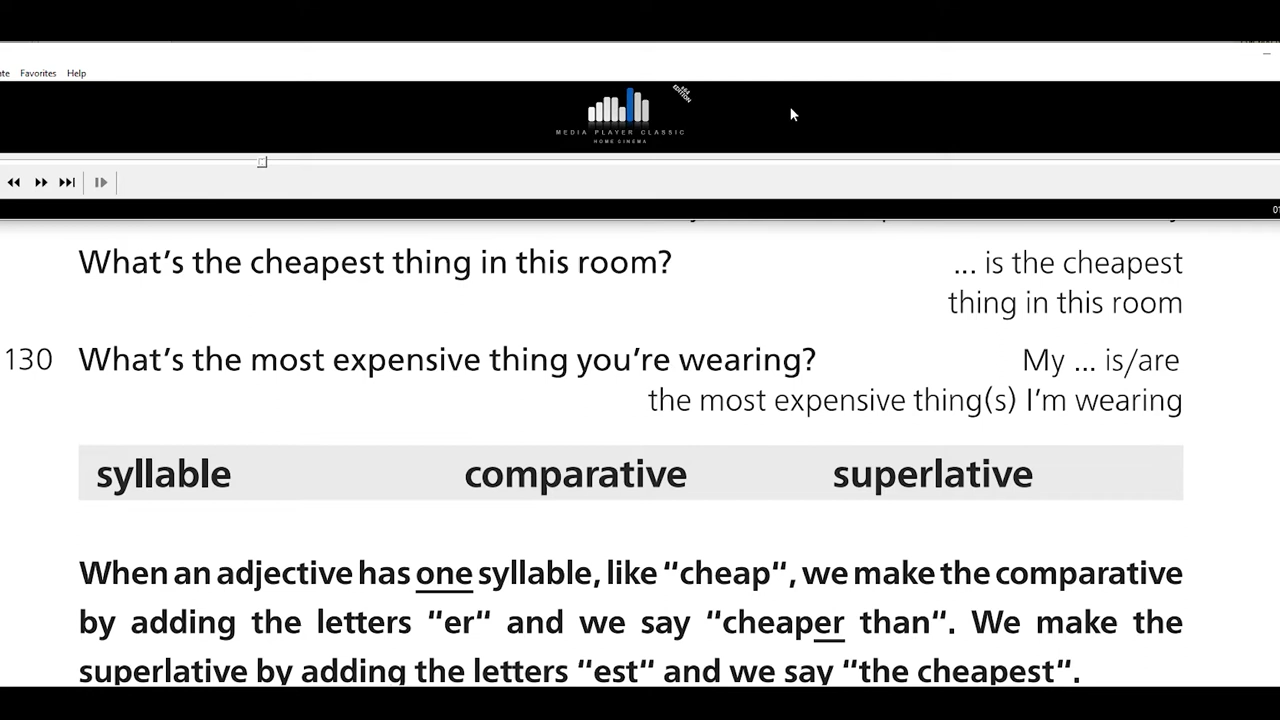 Favorites Help
x64 EDITION
MEDIA PLAYER CLASSIC
HOME CINEMA
What's the cheapest thing in this room? ... is the cheapest
thing in this room
130 What's the most expensive thing you're wearing? My ... is/are
the most expensive thing(s) I'm wearing
syllable comparative superlative
When an adjective has one syllable, like “cheap“, we make the comparative
by adding the letters “er“ and we say “cheaper than“. We make the
superlative by adding the letters “est“ and we say “the cheapest“.